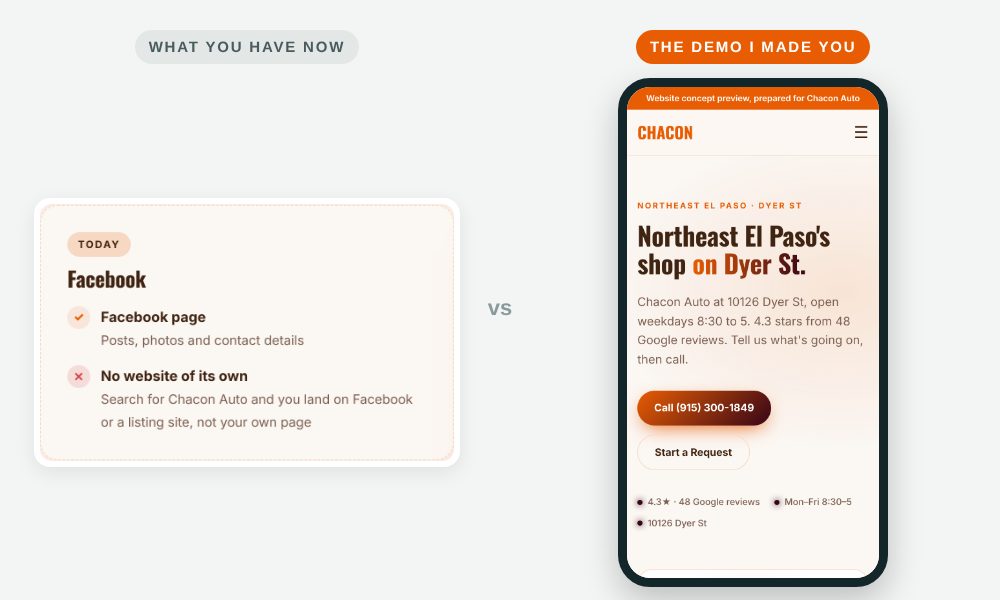 WHAT YOU HAVE NOW
TODAY
Facebook
Facebook page
Posts, photos and contact details
No website of its own
Search for Chacon Auto and you land on Facebook
or a listing site, not your own page
vs
THE DEMO I MADE YOU
Website concept preview, prepared for Chacon Auto
CHACON
NORTHEAST EL PASO · DYER ST
Northeast El Paso's
shop on Dyer St.
Chacon Auto at 10126 Dyer St, open
weekdays 8:30 to 5. 4.3 stars from 48
Google reviews. Tell us what's going on,
then call.
Call (915) 300-1849
Start a Request
4.3★ · 48 Google reviews
Mon–Fri 8:30–5
10126 Dyer St